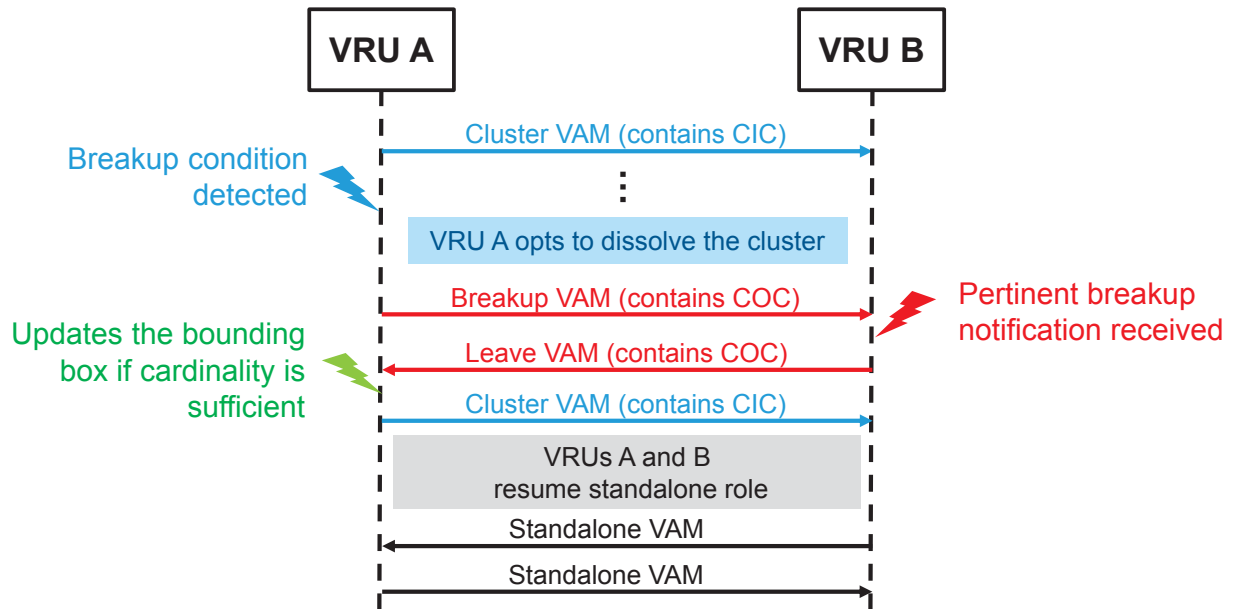 VRU A
VRU B
Cluster VAM (contains CIC)
Breakup condition
detected
VRU A opts to dissolve the cluster
Breakup VAM (contains COC)
Pertinent breakup
notification received
Updates the bounding
box if cardinality is
sufficient
Leave VAM (contains COC)
Cluster VAM (contains CIC)
VRUs A and B
resume standalone role
Standalone VAM
Standalone VAM